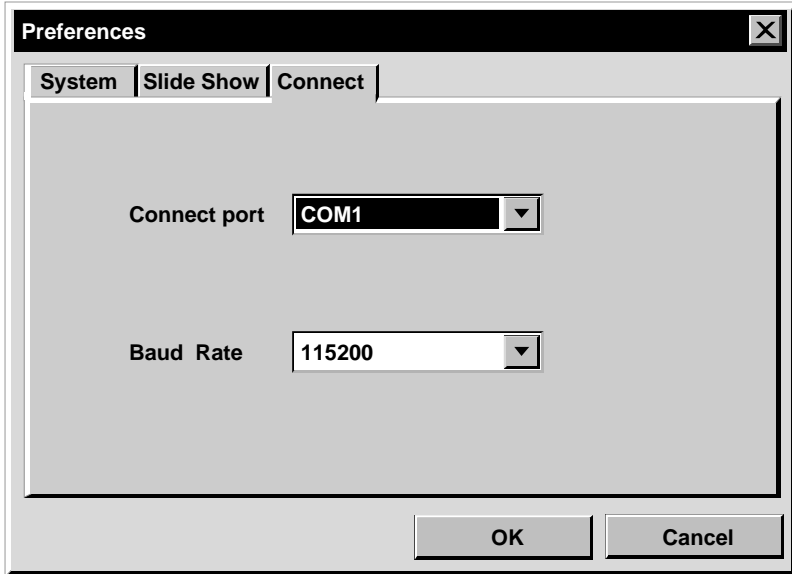 Preferences
System Slide Show Connect
Connect port COM1
Baud Rate 115200
OK Cancel